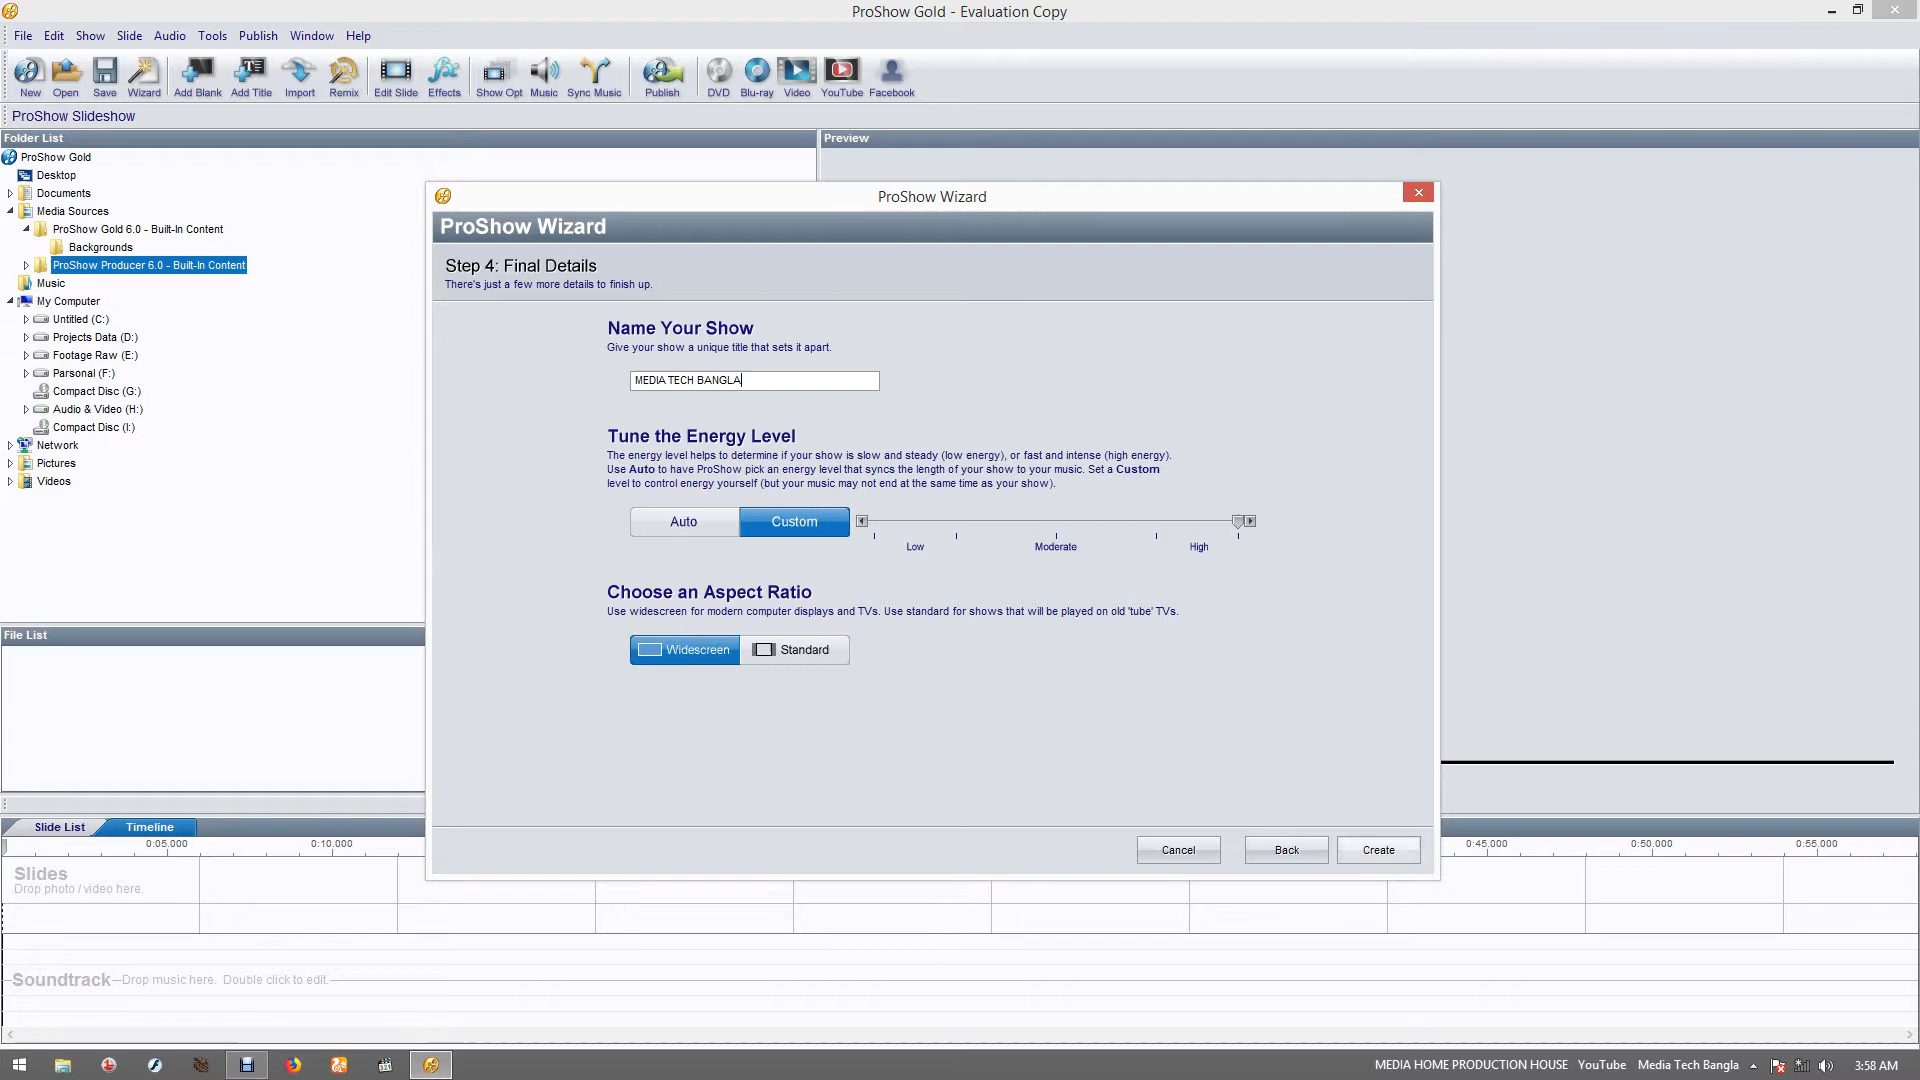 ProShow Gold - Evaluation Copy
File Edit Show Slide Audio Tools Publish Window Help
New Open Save Wizard Add Blank Add Title Import Remix Edit Slide Effects Show Opt Music Sync Music Publish DVD Blu-ray Video YouTube Facebook
ProShow Slideshow
Folder List
Preview
ProShow Gold
Desktop
Documents
Media Sources
ProShow Gold 6.0 - Built-In Content
Backgrounds
ProShow Producer 6.0 - Built-In Content
Music
My Computer
Untitled (C:)
Projects Data (D:)
Footage Raw (E:)
Parsonal (F:)
Compact Disc (G:)
Audio & Video (H:)
Compact Disc (I:)
Network
Pictures
Videos
File List
ProShow Wizard
ProShow Wizard
Step 4: Final Details
There's just a few more details to finish up.
Name Your Show
Give your show a unique title that sets it apart.
MEDIA TECH BANGLA
Tune the Energy Level
The energy level helps to determine if your show is slow and steady (low energy), or fast and intense (high energy).
Use Auto to have ProShow pick an energy level that syncs the length of your show to your music. Set a Custom
level to control energy yourself (but your music may not end at the same time as your show).
Auto Custom
Low Moderate High
Choose an Aspect Ratio
Use widescreen for modern computer displays and TVs. Use standard for shows that will be played on old 'tube' TVs.
Widescreen Standard
Cancel Back Create
Slide List Timeline
0:05.000 0:10.000 0:45.000 0:50.000 0:55.000
Slides
Drop photo / video here.
Soundtrack Drop music here. Double click to edit.
MEDIA HOME PRODUCTION HOUSE YouTube Media Tech Bangla 3:58 AM